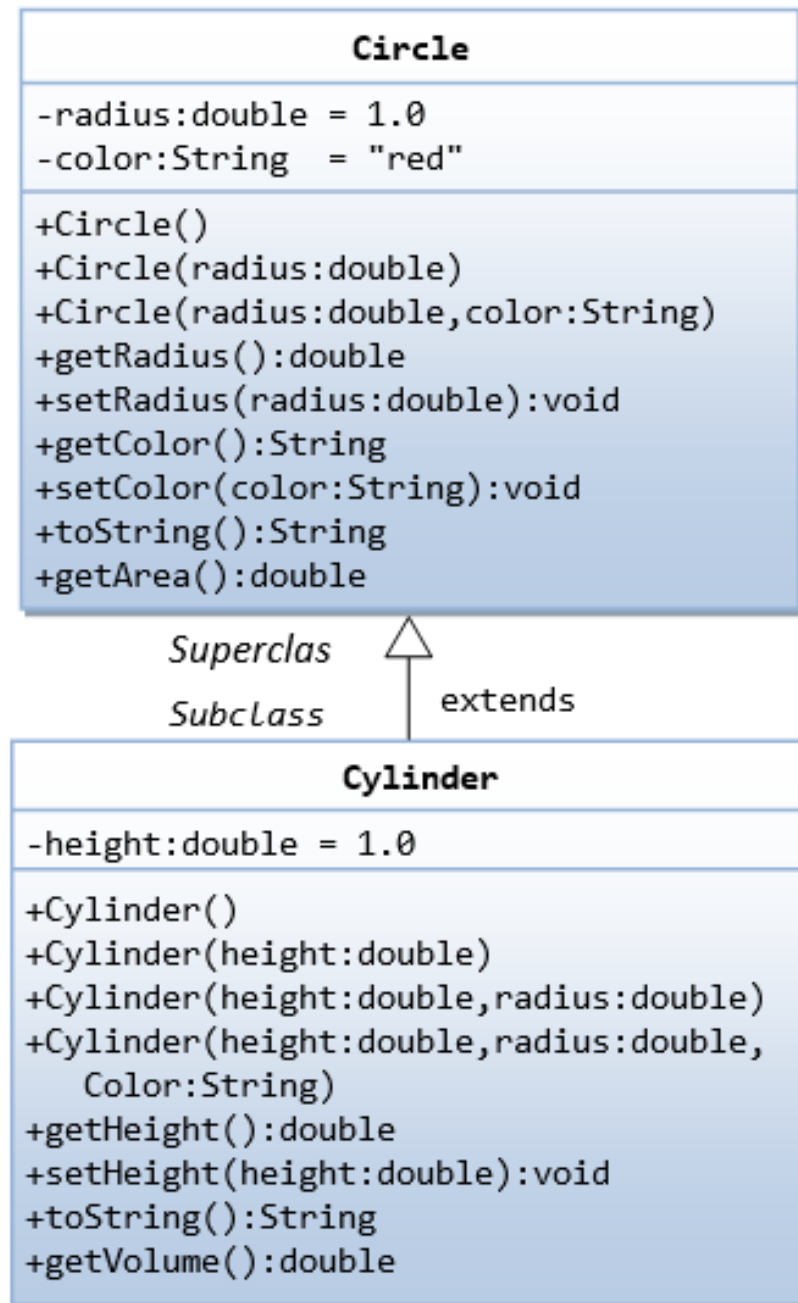 Circle
-radius:double = 1.0
-color:String  = "red"
+Circle()
+Circle(radius:double)
+Circle(radius:double,color:String)
+getRadius():double
+setRadius(radius:double):void
+getColor():String
+setColor(color:String):void
+toString():String
+getArea():double
Superclas
Subclass
extends
Cylinder
-height:double = 1.0
+Cylinder()
+Cylinder(height:double)
+Cylinder(height:double,radius:double)
+Cylinder(height:double,radius:double,
Color:String)
+getHeight():double
+setHeight(height:double):void
+toString():String
+getVolume():double